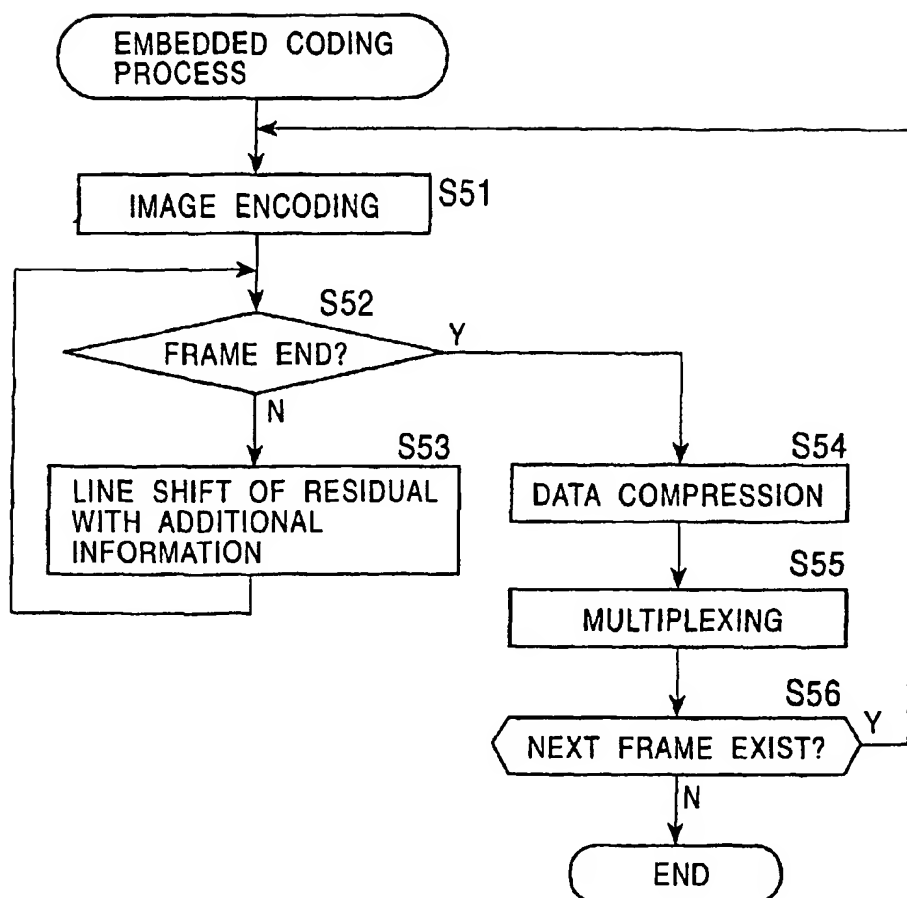 EMBEDDED CODING
PROCESS
IMAGE ENCODING
S51
S52
FRAME END?
Y
N
S53
LINE SHIFT OF RESIDUAL
WITH ADDITIONAL
INFORMATION
S54
DATA COMPRESSION
S55
MULTIPLEXING
S56
NEXT FRAME EXIST?
Y
N
END